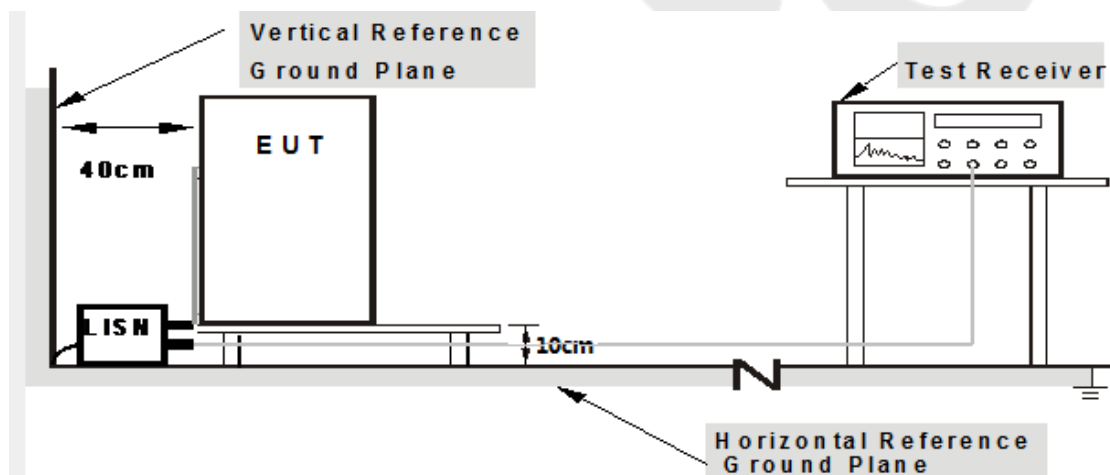 Vertical Reference
Ground Plane
Test Receiver
EUT
40cm
LISN
10cm
Horizontal Reference
Ground Plane